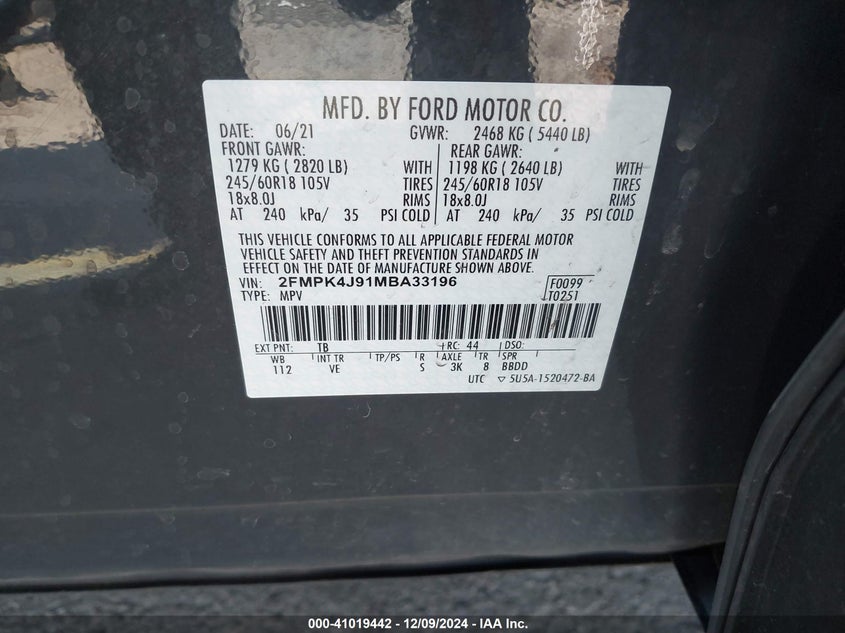 MFD. BY FORD MOTOR CO.
DATE: 06/21 GVWR: 2468 KG ( 5440 LB)
FRONT GAWR: REAR GAWR:
1279 KG ( 2820 LB) WITH 1198 KG ( 2640 LB) WITH
245/60R18 105V TIRES 245/60R18 105V TIRES
18x8.0J RIMS 18x8.0J RIMS
AT 240 kPa/ 35 PSI COLD AT 240 kPa/ 35 PSI COLD
THIS VEHICLE CONFORMS TO ALL APPLICABLE FEDERAL MOTOR
VEHICLE SAFETY AND THEFT PREVENTION STANDARDS IN
EFFECT ON THE DATE OF MANUFACTURE SHOWN ABOVE.
VIN: 2FMPK4J91MBA33196 F0099
TYPE: MPV T0251
EXT PNT: TB RC: 44 DSO:
WB INT TR TP/PS R AXLE TR SPR
112 VE S 3K 8 BBDD
UTC ▽ 5U5A-1520472-BA
000-41019442 - 12/09/2024 - IAA Inc.